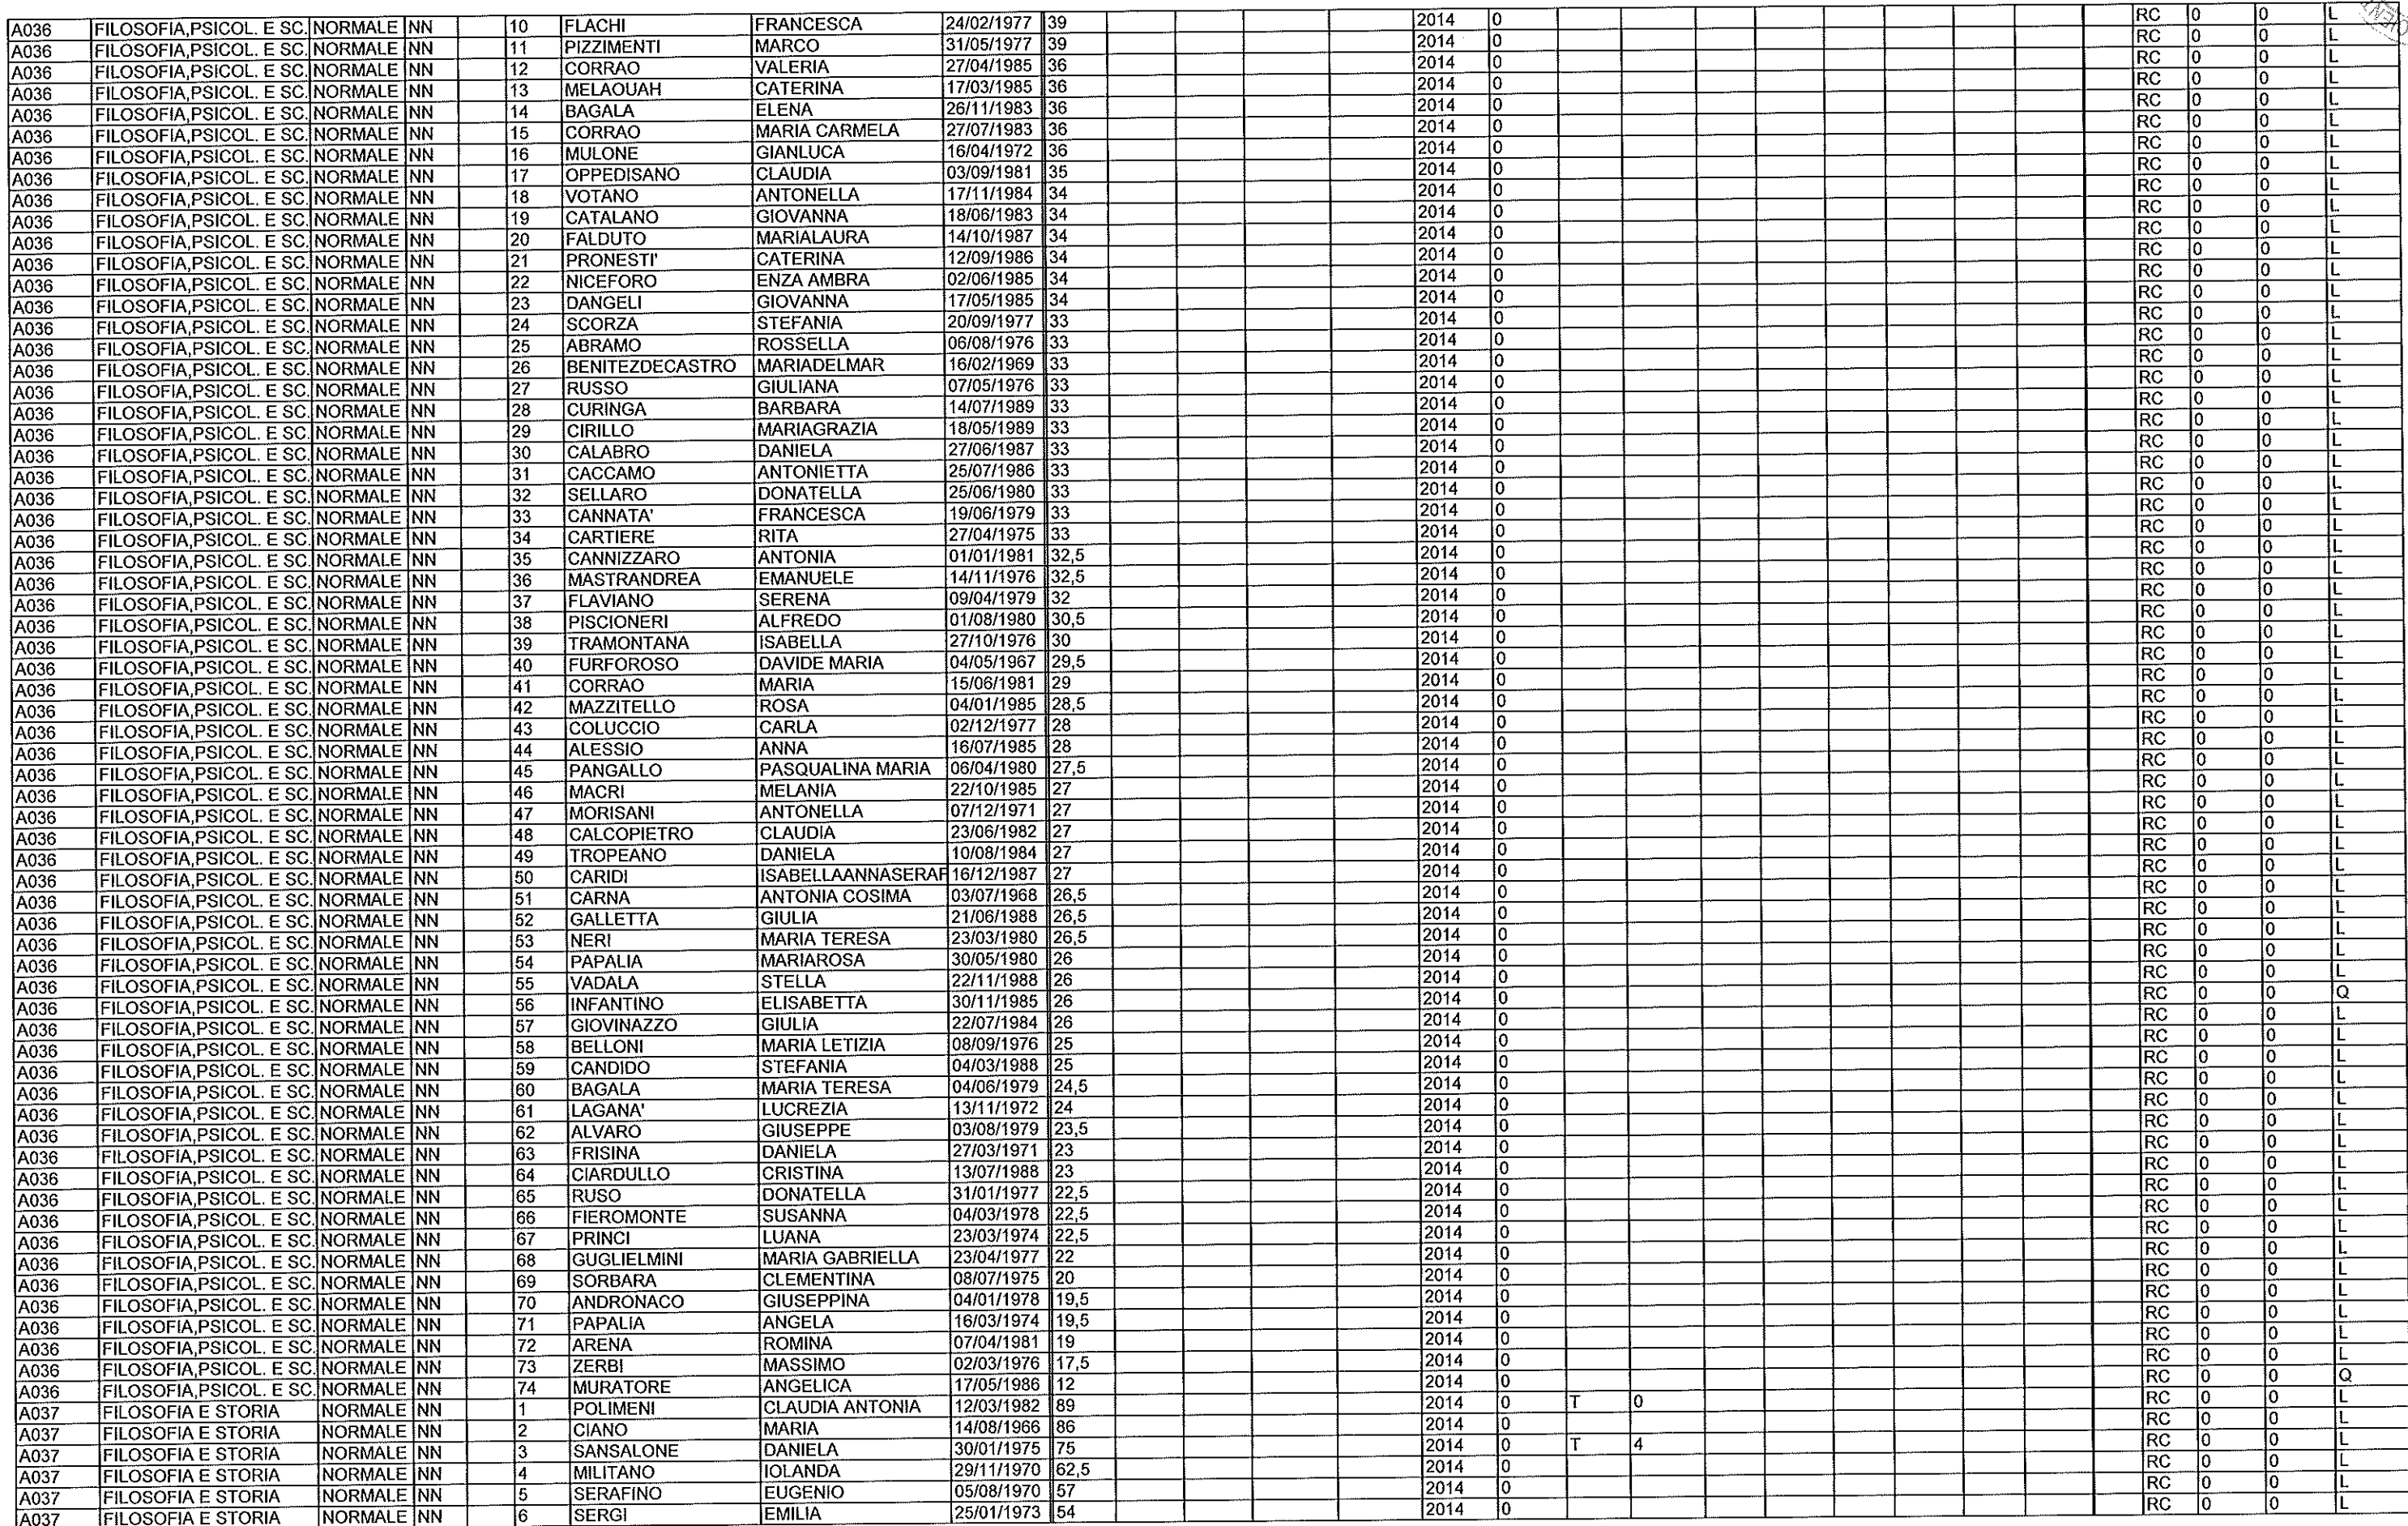 A036 FILOSOFIA,PSICOL. E SC. NORMALE NN 10 FLACHI FRANCESCA 24/02/1977 39 2014 0 RC 0 0 L
A036 FILOSOFIA,PSICOL. E SC. NORMALE NN 11 PIZZIMENTI MARCO 31/05/1977 39 2014 0 RC 0 0 L
A036 FILOSOFIA,PSICOL. E SC. NORMALE NN 12 CORRAO VALERIA 27/04/1985 36 2014 0 RC 0 0 L
A036 FILOSOFIA,PSICOL. E SC. NORMALE NN 13 MELAOUAH CATERINA 17/03/1985 36 2014 0 RC 0 0 L
A036 FILOSOFIA,PSICOL. E SC. NORMALE NN 14 BAGALA ELENA 26/11/1983 36 2014 0 RC 0 0 L
A036 FILOSOFIA,PSICOL. E SC. NORMALE NN 15 CORRAO MARIA CARMELA 27/07/1983 36 2014 0 RC 0 0 L
A036 FILOSOFIA,PSICOL. E SC. NORMALE NN 16 MULONE GIANLUCA 16/04/1972 36 2014 0 RC 0 0 L
A036 FILOSOFIA,PSICOL. E SC. NORMALE NN 17 OPPEDISANO CLAUDIA 03/09/1981 35 2014 0 RC 0 0 L
A036 FILOSOFIA,PSICOL. E SC. NORMALE NN 18 VOTANO ANTONELLA 17/11/1984 34 2014 0 RC 0 0 L
A036 FILOSOFIA,PSICOL. E SC. NORMALE NN 19 CATALANO GIOVANNA 18/06/1983 34 2014 0 RC 0 0 L
A036 FILOSOFIA,PSICOL. E SC. NORMALE NN 20 FALDUTO MARIALAURA 14/10/1987 34 2014 0 RC 0 0 L
A036 FILOSOFIA,PSICOL. E SC. NORMALE NN 21 PRONESTI' CATERINA 12/09/1986 34 2014 0 RC 0 0 L
A036 FILOSOFIA,PSICOL. E SC. NORMALE NN 22 NICEFORO ENZA AMBRA 02/06/1985 34 2014 0 RC 0 0 L
A036 FILOSOFIA,PSICOL. E SC. NORMALE NN 23 DANGELI GIOVANNA 17/05/1985 34 2014 0 RC 0 0 L
A036 FILOSOFIA,PSICOL. E SC. NORMALE NN 24 SCORZA STEFANIA 20/09/1977 33 2014 0 RC 0 0 L
A036 FILOSOFIA,PSICOL. E SC. NORMALE NN 25 ABRAMO ROSSELLA 06/08/1976 33 2014 0 RC 0 0 L
A036 FILOSOFIA,PSICOL. E SC. NORMALE NN 26 BENITEZDECASTRO MARIADELMAR 16/02/1969 33 2014 0 RC 0 0 L
A036 FILOSOFIA,PSICOL. E SC. NORMALE NN 27 RUSSO GIULIANA 07/05/1976 33 2014 0 RC 0 0 L
A036 FILOSOFIA,PSICOL. E SC. NORMALE NN 28 CURINGA BARBARA 14/07/1989 33 2014 0 RC 0 0 L
A036 FILOSOFIA,PSICOL. E SC. NORMALE NN 29 CIRILLO MARIAGRAZIA 18/05/1989 33 2014 0 RC 0 0 L
A036 FILOSOFIA,PSICOL. E SC. NORMALE NN 30 CALABRO DANIELA 27/06/1987 33 2014 0 RC 0 0 L
A036 FILOSOFIA,PSICOL. E SC. NORMALE NN 31 CACCAMO ANTONIETTA 25/07/1986 33 2014 0 RC 0 0 L
A036 FILOSOFIA,PSICOL. E SC. NORMALE NN 32 SELLARO DONATELLA 25/06/1980 33 2014 0 RC 0 0 L
A036 FILOSOFIA,PSICOL. E SC. NORMALE NN 33 CANNATA' FRANCESCA 19/06/1979 33 2014 0 RC 0 0 L
A036 FILOSOFIA,PSICOL. E SC. NORMALE NN 34 CARTIERE RITA 27/04/1975 33 2014 0 RC 0 0 L
A036 FILOSOFIA,PSICOL. E SC. NORMALE NN 35 CANNIZZARO ANTONIA 01/01/1981 32,5 2014 0 RC 0 0 L
A036 FILOSOFIA,PSICOL. E SC. NORMALE NN 36 MASTRANDREA EMANUELE 14/11/1976 32,5 2014 0 RC 0 0 L
A036 FILOSOFIA,PSICOL. E SC. NORMALE NN 37 FLAVIANO SERENA 09/04/1979 32 2014 0 RC 0 0 L
A036 FILOSOFIA,PSICOL. E SC. NORMALE NN 38 PISCIONERI ALFREDO 01/08/1980 30,5 2014 0 RC 0 0 L
A036 FILOSOFIA,PSICOL. E SC. NORMALE NN 39 TRAMONTANA ISABELLA 27/10/1976 30 2014 0 RC 0 0 L
A036 FILOSOFIA,PSICOL. E SC. NORMALE NN 40 FURFOROSO DAVIDE MARIA 04/05/1967 29,5 2014 0 RC 0 0 L
A036 FILOSOFIA,PSICOL. E SC. NORMALE NN 41 CORRAO MARIA 15/06/1981 29 2014 0 RC 0 0 L
A036 FILOSOFIA,PSICOL. E SC. NORMALE NN 42 MAZZITELLO ROSA 04/01/1985 28,5 2014 0 RC 0 0 L
A036 FILOSOFIA,PSICOL. E SC. NORMALE NN 43 COLUCCIO CARLA 02/12/1977 28 2014 0 RC 0 0 L
A036 FILOSOFIA,PSICOL. E SC. NORMALE NN 44 ALESSIO ANNA 16/07/1985 28 2014 0 RC 0 0 L
A036 FILOSOFIA,PSICOL. E SC. NORMALE NN 45 PANGALLO PASQUALINA MARIA 06/04/1980 27,5 2014 0 RC 0 0 L
A036 FILOSOFIA,PSICOL. E SC. NORMALE NN 46 MACRI MELANIA 22/10/1985 27 2014 0 RC 0 0 L
A036 FILOSOFIA,PSICOL. E SC. NORMALE NN 47 MORISANI ANTONELLA 07/12/1971 27 2014 0 RC 0 0 L
A036 FILOSOFIA,PSICOL. E SC. NORMALE NN 48 CALCOPIETRO CLAUDIA 23/06/1982 27 2014 0 RC 0 0 L
A036 FILOSOFIA,PSICOL. E SC. NORMALE NN 49 TROPEANO DANIELA 10/08/1984 27 2014 0 RC 0 0 L
A036 FILOSOFIA,PSICOL. E SC. NORMALE NN 50 CARIDI ISABELLAANNASERAF 16/12/1987 27 2014 0 RC 0 0 L
A036 FILOSOFIA,PSICOL. E SC. NORMALE NN 51 CARNA ANTONIA COSIMA 03/07/1968 26,5 2014 0 RC 0 0 L
A036 FILOSOFIA,PSICOL. E SC. NORMALE NN 52 GALLETTA GIULIA 21/06/1988 26,5 2014 0 RC 0 0 L
A036 FILOSOFIA,PSICOL. E SC. NORMALE NN 53 NERI MARIA TERESA 23/03/1980 26,5 2014 0 RC 0 0 L
A036 FILOSOFIA,PSICOL. E SC. NORMALE NN 54 PAPALIA MARIAROSA 30/05/1980 26 2014 0 RC 0 0 L
A036 FILOSOFIA,PSICOL. E SC. NORMALE NN 55 VADALA STELLA 22/11/1988 26 2014 0 RC 0 0 L
A036 FILOSOFIA,PSICOL. E SC. NORMALE NN 56 INFANTINO ELISABETTA 30/11/1985 26 2014 0 RC 0 0 Q
A036 FILOSOFIA,PSICOL. E SC. NORMALE NN 57 GIOVINAZZO GIULIA 22/07/1984 26 2014 0 RC 0 0 L
A036 FILOSOFIA,PSICOL. E SC. NORMALE NN 58 BELLONI MARIA LETIZIA 08/09/1976 25 2014 0 RC 0 0 L
A036 FILOSOFIA,PSICOL. E SC. NORMALE NN 59 CANDIDO STEFANIA 04/03/1988 25 2014 0 RC 0 0 L
A036 FILOSOFIA,PSICOL. E SC. NORMALE NN 60 BAGALA MARIA TERESA 04/06/1979 24,5 2014 0 RC 0 0 L
A036 FILOSOFIA,PSICOL. E SC. NORMALE NN 61 LAGANA' LUCREZIA 13/11/1972 24 2014 0 RC 0 0 L
A036 FILOSOFIA,PSICOL. E SC. NORMALE NN 62 ALVARO GIUSEPPE 03/08/1979 23,5 2014 0 RC 0 0 L
A036 FILOSOFIA,PSICOL. E SC. NORMALE NN 63 FRISINA DANIELA 27/03/1971 23 2014 0 RC 0 0 L
A036 FILOSOFIA,PSICOL. E SC. NORMALE NN 64 CIARDULLO CRISTINA 13/07/1988 23 2014 0 RC 0 0 L
A036 FILOSOFIA,PSICOL. E SC. NORMALE NN 65 RUSO DONATELLA 31/01/1977 22,5 2014 0 RC 0 0 L
A036 FILOSOFIA,PSICOL. E SC. NORMALE NN 66 FIEROMONTE SUSANNA 04/03/1978 22,5 2014 0 RC 0 0 L
A036 FILOSOFIA,PSICOL. E SC. NORMALE NN 67 PRINCI LUANA 23/03/1974 22,5 2014 0 RC 0 0 L
A036 FILOSOFIA,PSICOL. E SC. NORMALE NN 68 GUGLIELMINI MARIA GABRIELLA 23/04/1977 22 2014 0 RC 0 0 L
A036 FILOSOFIA,PSICOL. E SC. NORMALE NN 69 SORBARA CLEMENTINA 08/07/1975 20 2014 0 RC 0 0 L
A036 FILOSOFIA,PSICOL. E SC. NORMALE NN 70 ANDRONACO GIUSEPPINA 04/01/1978 19,5 2014 0 RC 0 0 L
A036 FILOSOFIA,PSICOL. E SC. NORMALE NN 71 PAPALIA ANGELA 16/03/1974 19,5 2014 0 RC 0 0 L
A036 FILOSOFIA,PSICOL. E SC. NORMALE NN 72 ARENA ROMINA 07/04/1981 19 2014 0 RC 0 0 L
A036 FILOSOFIA,PSICOL. E SC. NORMALE NN 73 ZERBI MASSIMO 02/03/1976 17,5 2014 0 RC 0 0 L
A036 FILOSOFIA,PSICOL. E SC. NORMALE NN 74 MURATORE ANGELICA 17/05/1986 12 2014 0 RC 0 0 Q
A037 FILOSOFIA E STORIA NORMALE NN 1 POLIMENI CLAUDIA ANTONIA 12/03/1982 89 2014 0 T 0 RC 0 0 L
A037 FILOSOFIA E STORIA NORMALE NN 2 CIANO MARIA 14/08/1966 86 2014 0 RC 0 0 L
A037 FILOSOFIA E STORIA NORMALE NN 3 SANSALONE DANIELA 30/01/1975 75 2014 0 T 4 RC 0 0 L
A037 FILOSOFIA E STORIA NORMALE NN 4 MILITANO IOLANDA 29/11/1970 62,5 2014 0 RC 0 0 L
A037 FILOSOFIA E STORIA NORMALE NN 5 SERAFINO EUGENIO 05/08/1970 57 2014 0 RC 0 0 L
A037 FILOSOFIA E STORIA NORMALE NN 6 SERGI EMILIA 25/01/1973 54 2014 0 RC 0 0 L